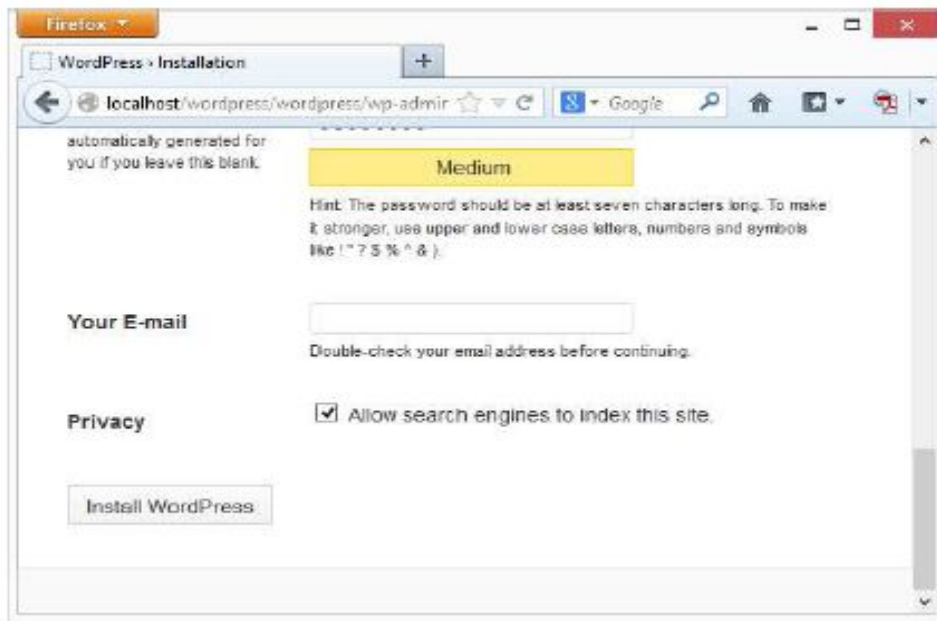 Firefox
WordPress › Installation
localhost/wordpress/wordpress/wp-admir
Google
automatically generated for
you if you leave this blank.
Medium
Hint: The password should be at least seven characters long. To make
it stronger, use upper and lower case letters, numbers and symbols
like ! " ? $ % ^ & ).
Your E-mail
Double-check your email address before continuing.
Privacy
Allow search engines to index this site.
Install WordPress